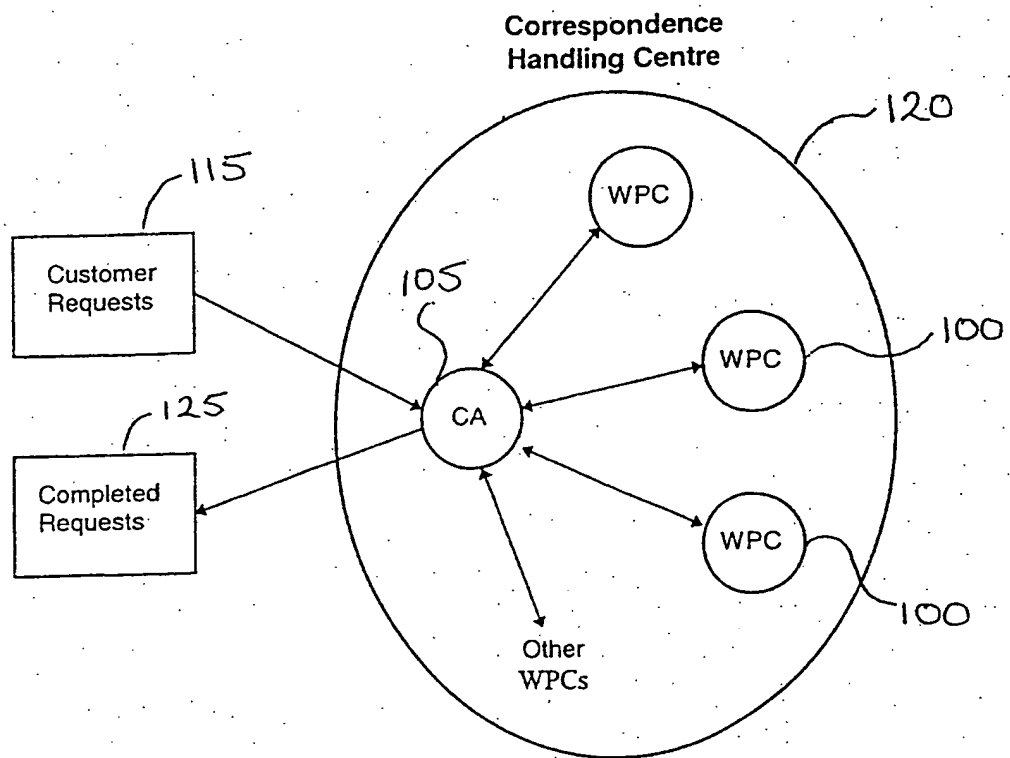 Correspondence
Handling Centre
120
115
WPC
Customer
Requests
105
100
WPC
CA
125
Completed
Requests
WPC
100
Other
WPCs